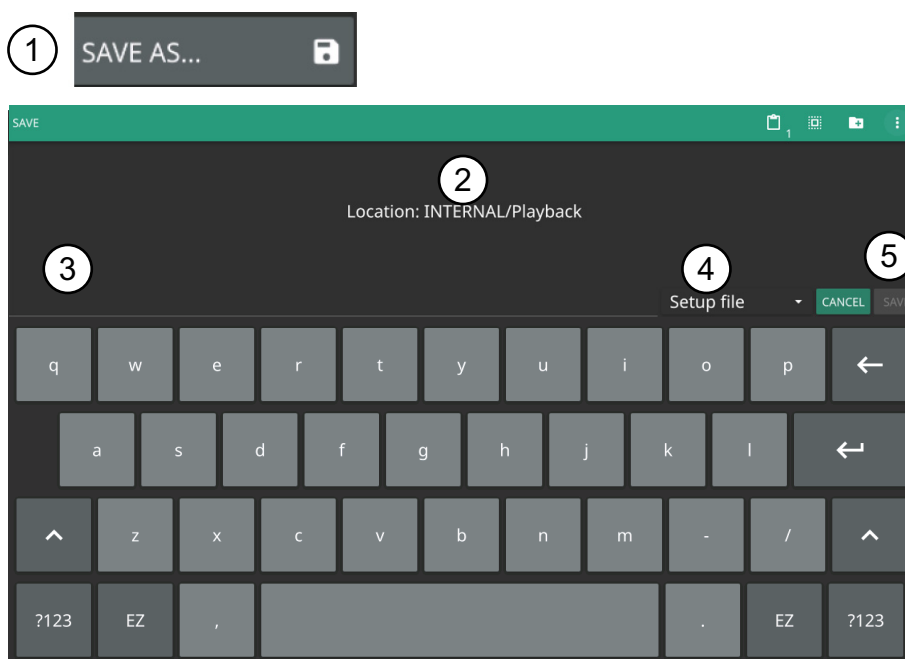 1
SAVE AS...
SAVE
1
2
Location: INTERNAL/Playback
3
4
5
Setup file
CANCEL
SAV
q w e r t y u i o p
a s d f g h j k l
z x c v b n m - /
?123 EZ , . EZ ?123